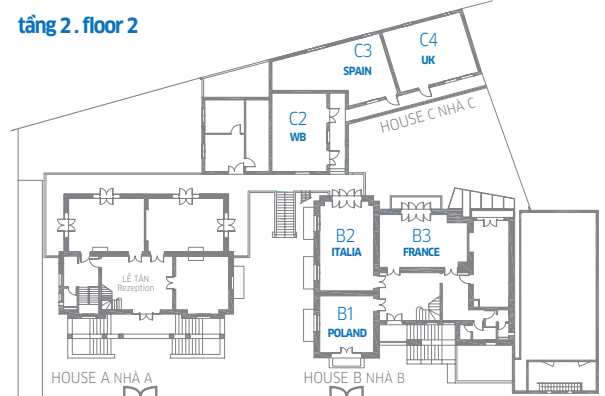 tầng 2 . floor 2
C4
UK
C3
SPAIN
C2
WB
HOUSE C NHÀ C
B2
ITALIA
B3
FRANCE
LỄ TÂN
Rezeption
B1
POLAND
HOUSE A NHÀ A
HOUSE B NHÀ B